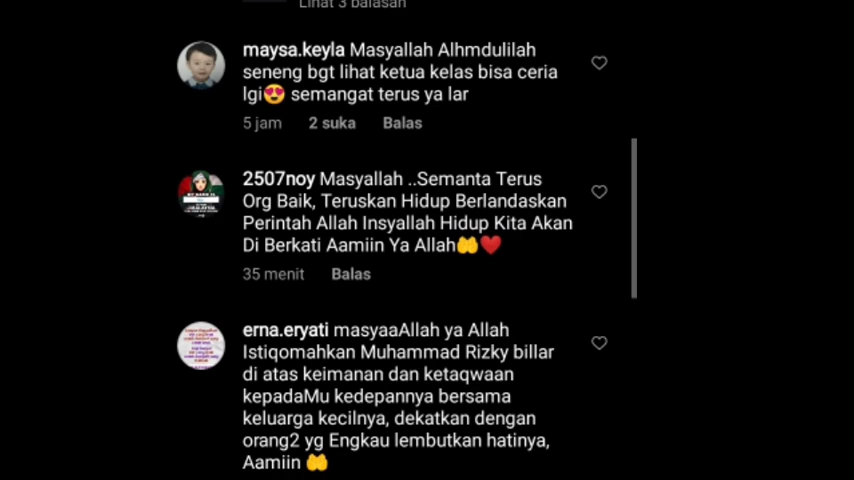 Lihat 3 balasan
maysa.keyla Masyallah Alhmdulilah
seneng bgt lihat ketua kelas bisa ceria
lgi😍 semangat terus ya lar
5 jam 2 suka Balas
2507noy Masyallah ..Semanta Terus
Org Baik, Teruskan Hidup Berlandaskan
Perintah Allah Insyallah Hidup Kita Akan
Di Berkati Aamiin Ya Allah🤲❤️
35 menit Balas
erna.eryati masyaaAllah ya Allah
Istiqomahkan Muhammad Rizky billar
di atas keimanan dan ketaqwaan
kepadaMu kedepannya bersama
keluarga kecilnya, dekatkan dengan
orang2 yg Engkau lembutkan hatinya,
Aamiin 🤲